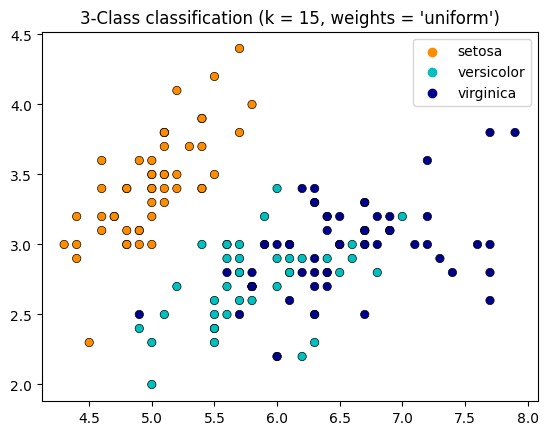 3-Class classification (k = 15, weights = 'uniform')
setosa
versicolor
virginica
4.5
4.0
3.5
3.0
2.5
2.0
4.5 5.0 5.5 6.0 6.5 7.0 7.5 8.0